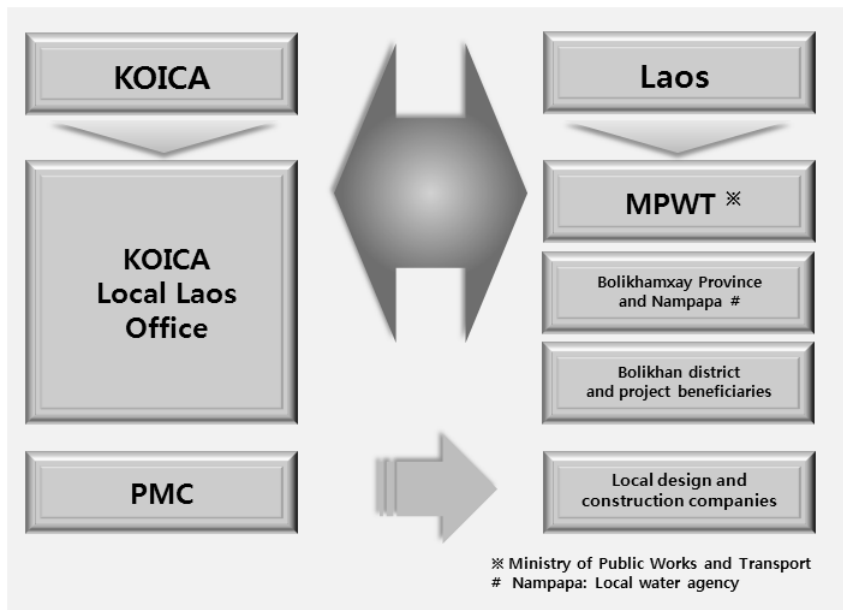 KOICA
Laos
KOICA
Local Laos
Office
MPWT ※
Bolikhamxay Province
and Nampapa #
Bolikhan district
and project beneficiaries
PMC
Local design and
construction companies
※ Ministry of Public Works and Transport
# Nampapa: Local water agency